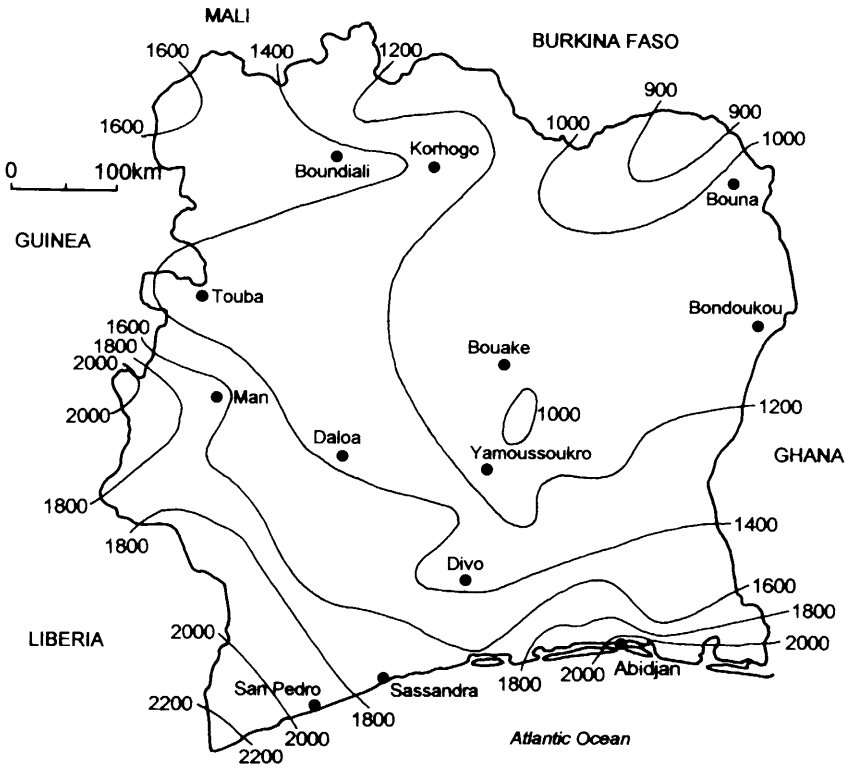 MALI
BURKINA FASO
1600
1400
1200
900
900
1000
1000
1600
0
100km
Boundiali
Korhogo
Bouna
GUINEA
Touba
Bondoukou
1600
1800
2000
2000
Bouake
Man
1000
1200
Daloa
Yamoussoukro
GHANA
1800
1800
1400
Divo
1600
1800
LIBERIA
2000
2000
1800
2000
Abidjan
San Pedro
Sassandra
2200
1800
2000
2200
Atlantic Ocean